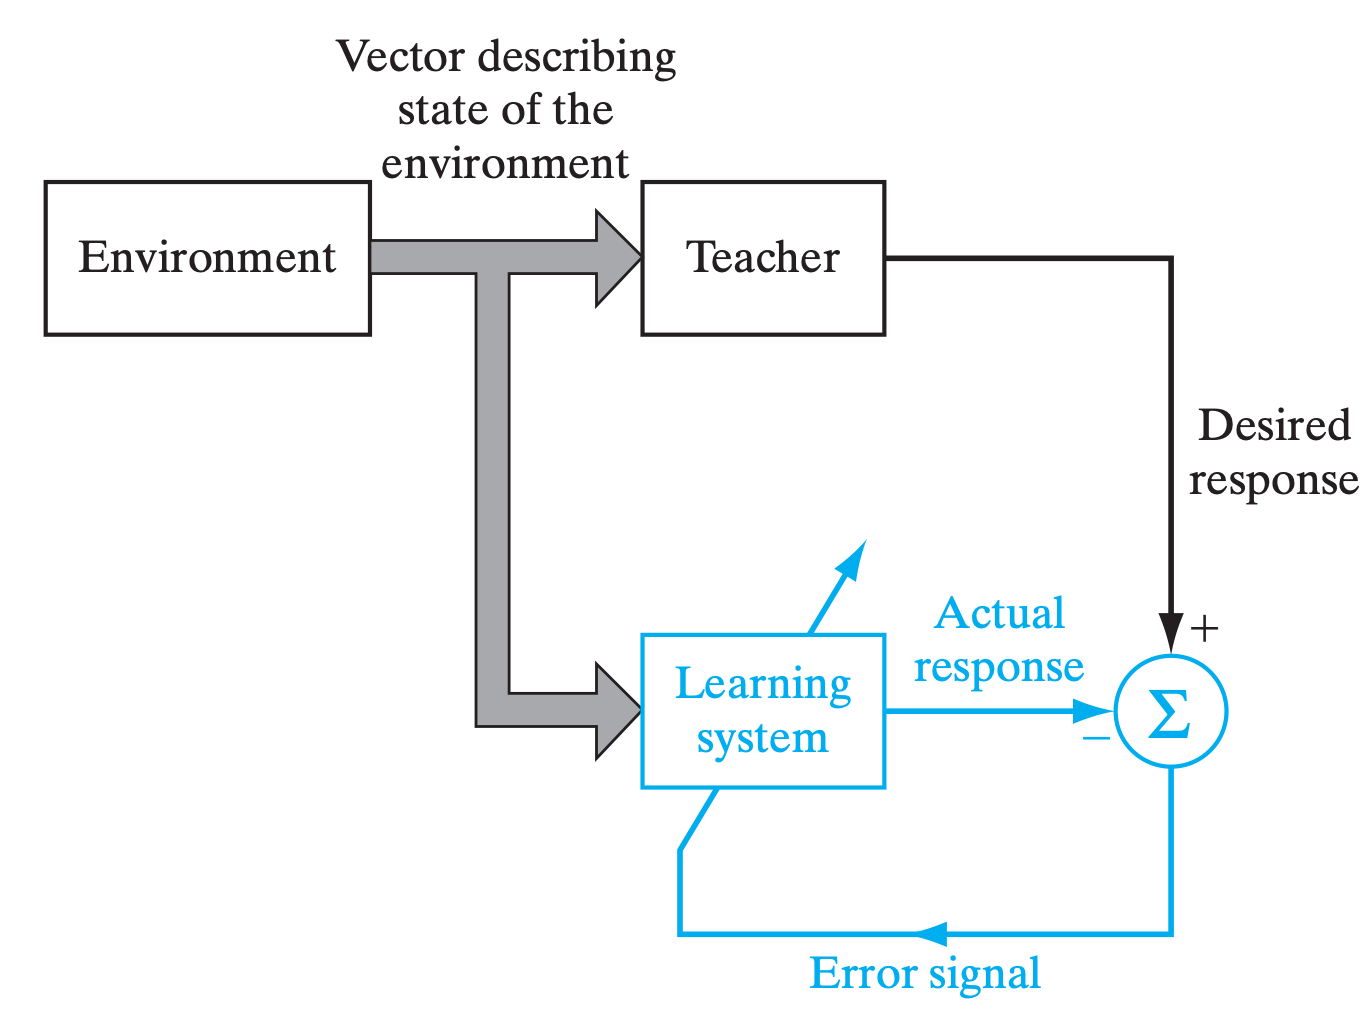 Vector describing
state of the
environment
Environment
Teacher
Desired
response
+
Actual
response
−
Learning
system
Σ
Error signal